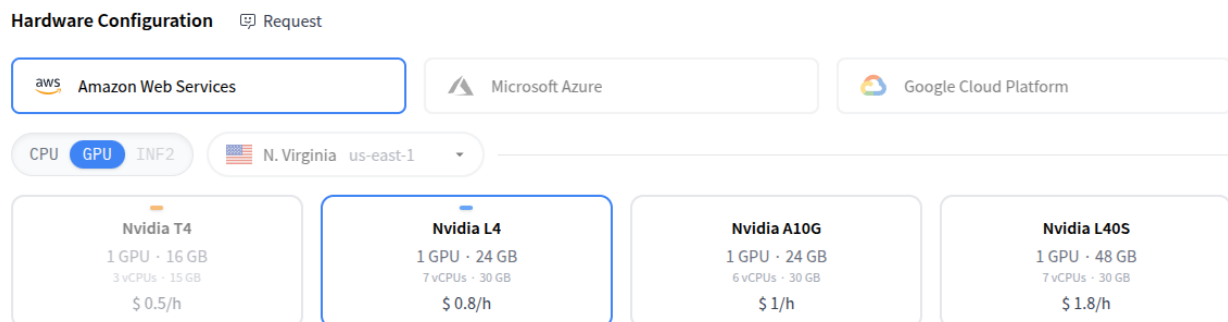 Hardware Configuration Request
aws Amazon Web Services Microsoft Azure Google Cloud Platform
CPU GPU INF2 N. Virginia us-east-1
Nvidia T4 Nvidia L4 Nvidia A10G Nvidia L40S
1 GPU · 16 GB 1 GPU · 24 GB 1 GPU · 24 GB 1 GPU · 48 GB
3 vCPUs · 15 GB 7 vCPUs · 30 GB 6 vCPUs · 30 GB 7 vCPUs · 30 GB
$ 0.5/h $ 0.8/h $ 1/h $ 1.8/h